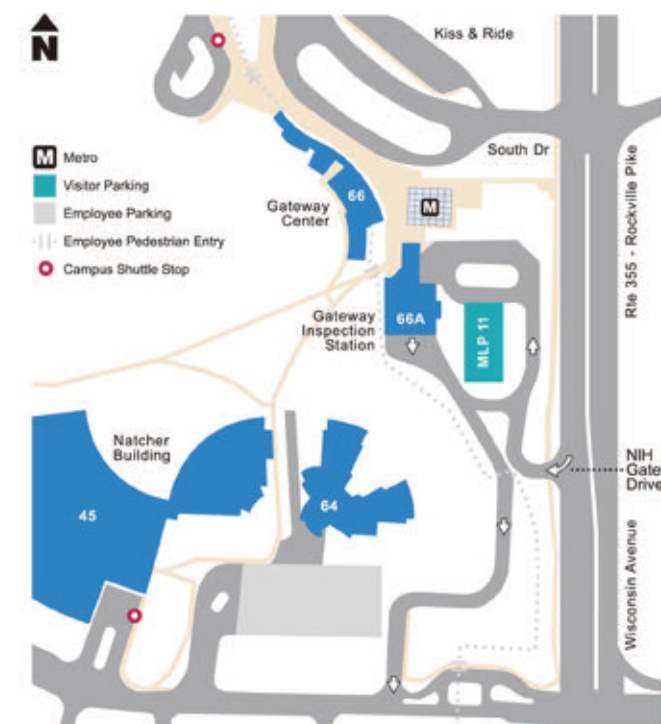 N
Kiss & Ride
South Dr
M Metro
Visitor Parking
Employee Parking
Employee Pedestrian Entry
Campus Shuttle Stop
66
Gateway
Center
M
Rte 355 - Rockville Pike
Gateway
Inspection
Station
66A
MLP 11
Natcher
Building
45
64
NIH
Gate
Drive
Wisconsin Avenue